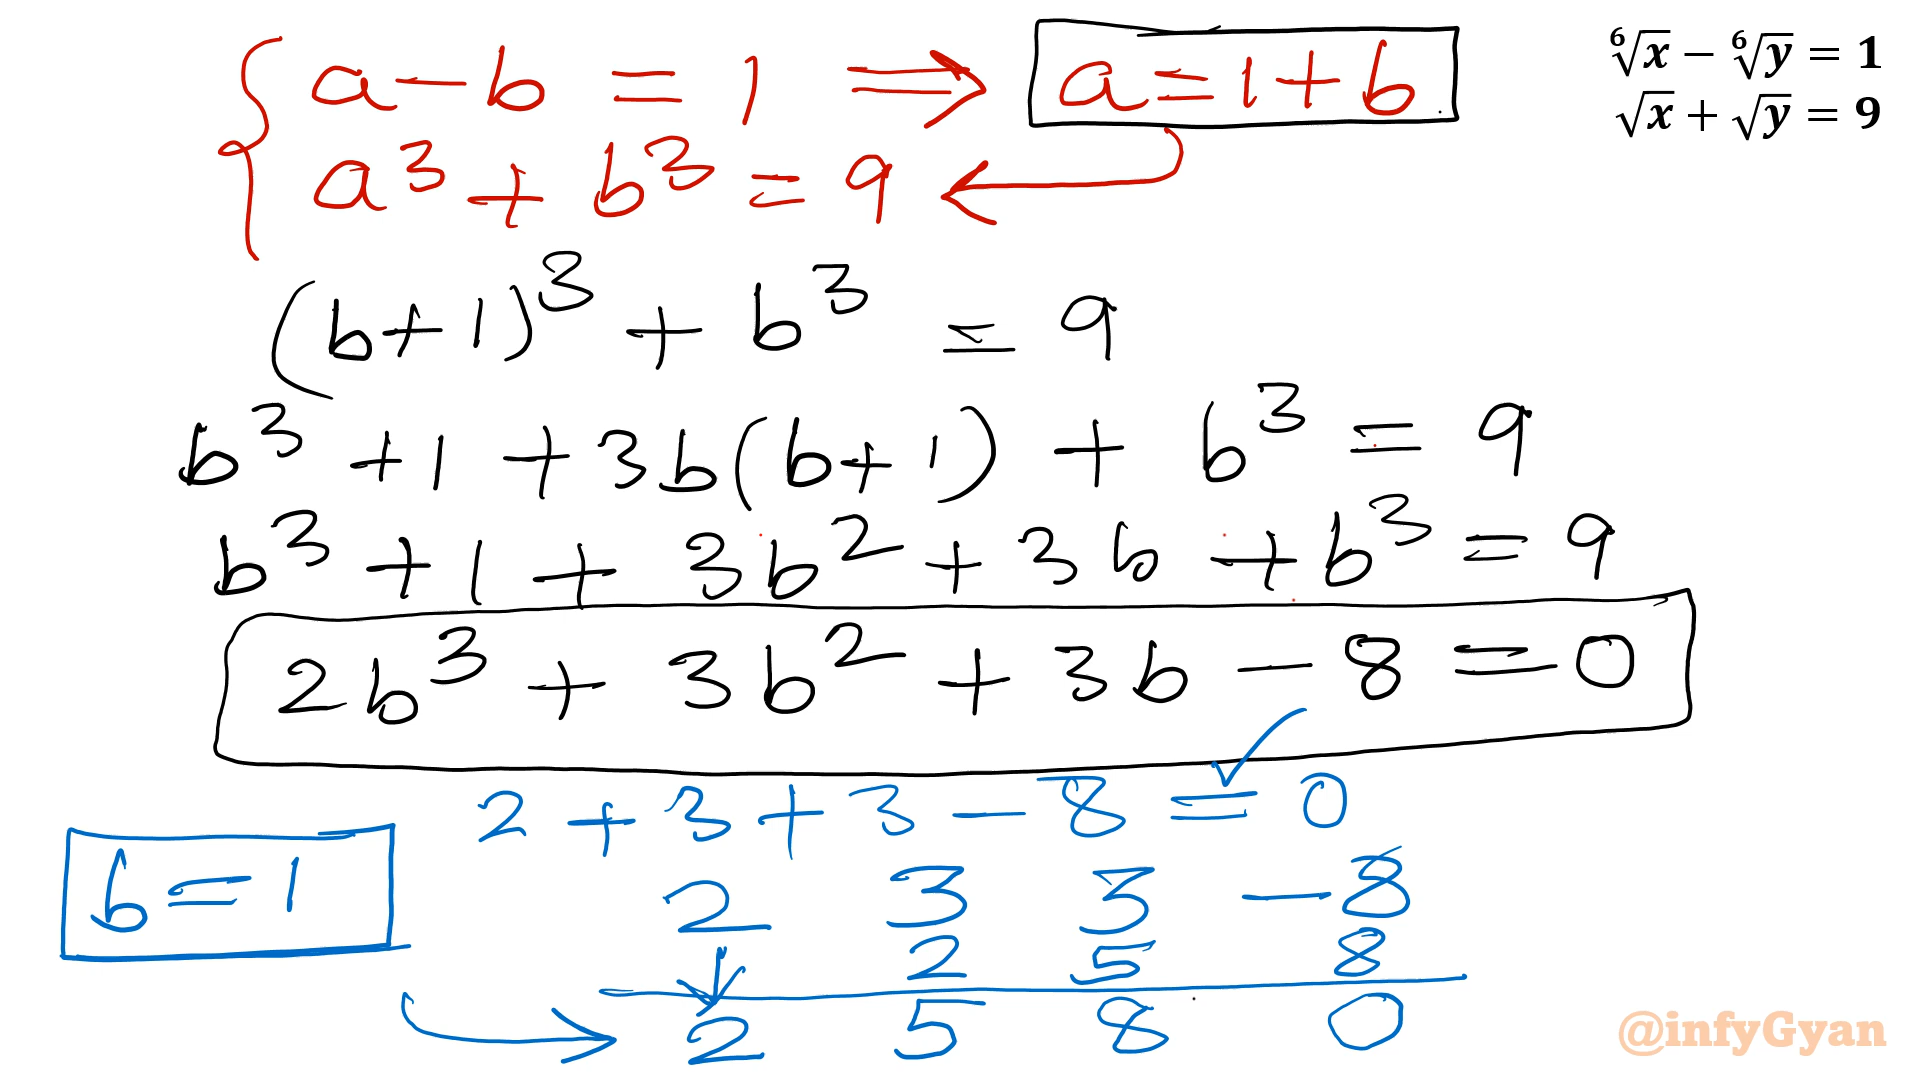 a - b = 1 ⇒ a = 1 + b
a³ + b³ = 9
⁶√x − ⁶√y = 1
√x + √y = 9
(b+1)³ + b³ = 9
b³ + 1 + 3b(b+1) + b³ = 9
b³ + 1 + 3b² + 3b + b³ = 9
2b³ + 3b² + 3b − 8 = 0
2 + 3 + 3 − 8 = 0
b = 1
2 3 3 −8
2 5 8
2 5 8 0
@infyGyan